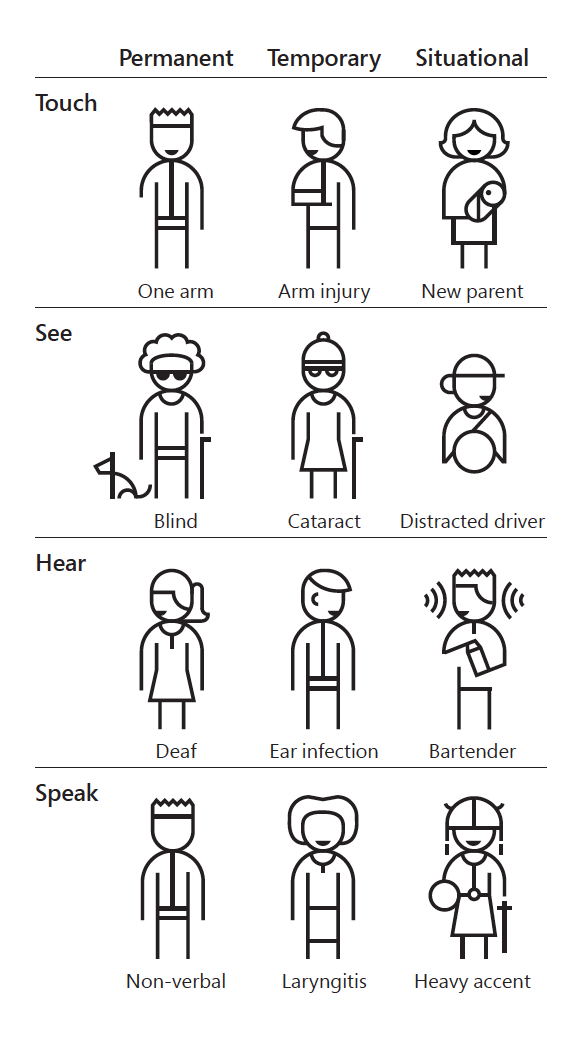 Permanent Temporary Situational
Touch
One arm Arm injury New parent
See
Blind Cataract Distracted driver
Hear
Deaf Ear infection Bartender
Speak
Non-verbal Laryngitis Heavy accent